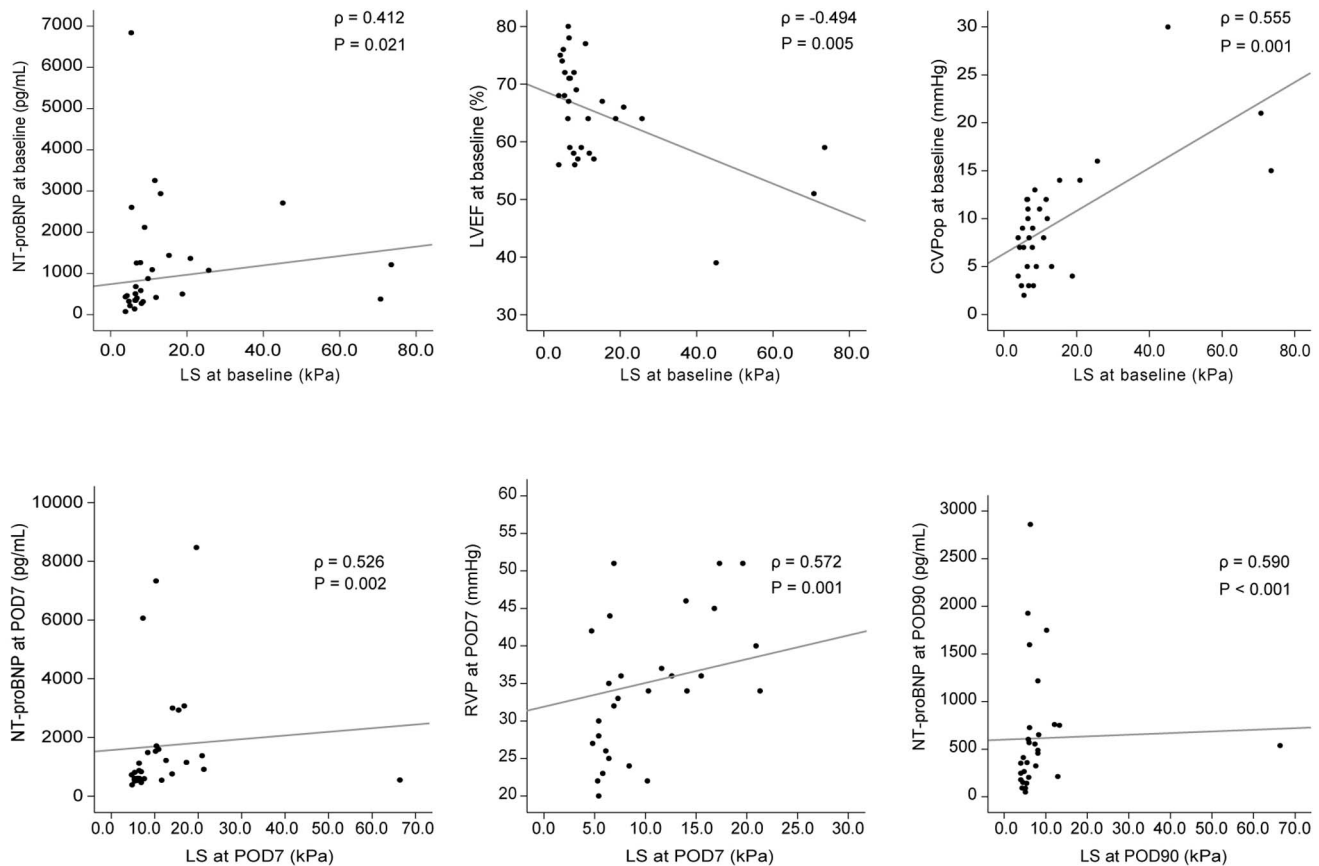 ρ = 0.412
P = 0.021
NT-proBNP at baseline (pg/mL)
7000
6000
5000
4000
3000
2000
1000
0
0.0 20.0 40.0 60.0 80.0
LS at baseline (kPa)
ρ = -0.494
P = 0.005
LVEF at baseline (%)
80
70
60
50
40
30
0.0 20.0 40.0 60.0 80.0
LS at baseline (kPa)
ρ = 0.555
P = 0.001
CVPop at baseline (mmHg)
30
25
20
15
10
5
0
0.0 20.0 40.0 60.0 80.0
LS at baseline (kPa)
ρ = 0.526
P = 0.002
NT-proBNP at POD7 (pg/mL)
10000
8000
6000
4000
2000
0
0.0 10.0 20.0 30.0 40.0 50.0 60.0 70.0
LS at POD7 (kPa)
ρ = 0.572
P = 0.001
RVP at POD7 (mmHg)
60
55
50
45
40
35
30
25
20
0.0 5.0 10.0 15.0 20.0 25.0 30.0
LS at POD7 (kPa)
ρ = 0.590
P < 0.001
NT-proBNP at POD90 (pg/mL)
3000
2500
2000
1500
1000
500
0
0.0 10.0 20.0 30.0 40.0 50.0 60.0 70.0
LS at POD90 (kPa)